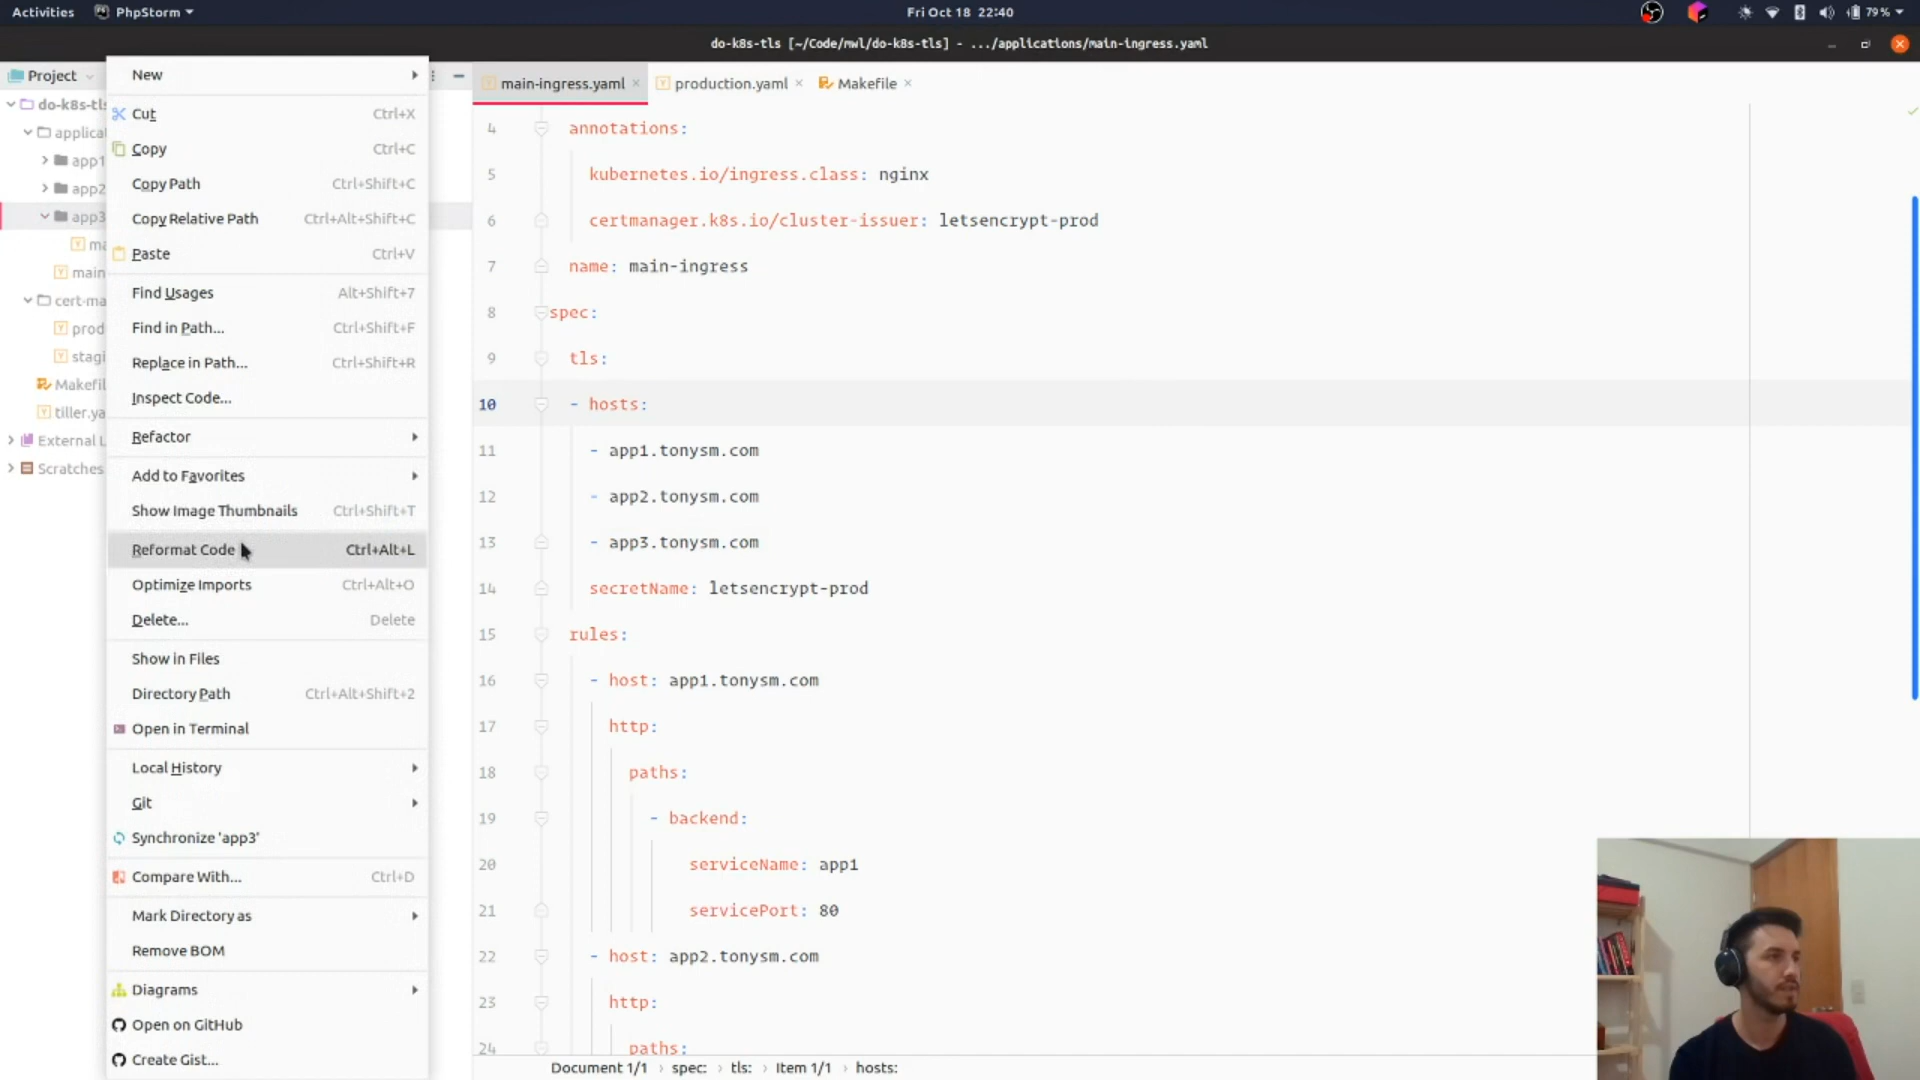 Activities PhpStorm Fri Oct 18 22:40 79 %
do-k8s-tls [~/Code/mwl/do-k8s-tls] - .../applications/main-ingress.yaml
Project
do-k8s-tls
app1
app2
app3
main
cert-ma
prod
stagi
Makefil
tiller.ya
External L
Scratches
New
Cut Ctrl+X
Copy Ctrl+C
Copy Path Ctrl+Shift+C
Copy Relative Path Ctrl+Alt+Shift+C
Paste Ctrl+V
Find Usages Alt+Shift+7
Find in Path... Ctrl+Shift+F
Replace in Path... Ctrl+Shift+R
Inspect Code...
Refactor
Add to Favorites
Show Image Thumbnails Ctrl+Shift+T
Reformat Code Ctrl+Alt+L
Optimize Imports Ctrl+Alt+O
Delete... Delete
Show in Files
Directory Path Ctrl+Alt+Shift+2
Open in Terminal
Local History
Git
Synchronize 'app3'
Compare With... Ctrl+D
Mark Directory as
Remove BOM
Diagrams
Open on GitHub
Create Gist...
main-ingress.yaml production.yaml Makefile
4 annotations:
5 kubernetes.io/ingress.class: nginx
6 certmanager.k8s.io/cluster-issuer: letsencrypt-prod
7 name: main-ingress
8 spec:
9 tls:
10 - hosts:
11 - app1.tonysm.com
12 - app2.tonysm.com
13 - app3.tonysm.com
14 secretName: letsencrypt-prod
15 rules:
16 - host: app1.tonysm.com
17 http:
18 paths:
19 - backend:
20 serviceName: app1
21 servicePort: 80
22 - host: app2.tonysm.com
23 http:
24 paths:
Document 1/1 › spec: › tls: › Item 1/1 › hosts: